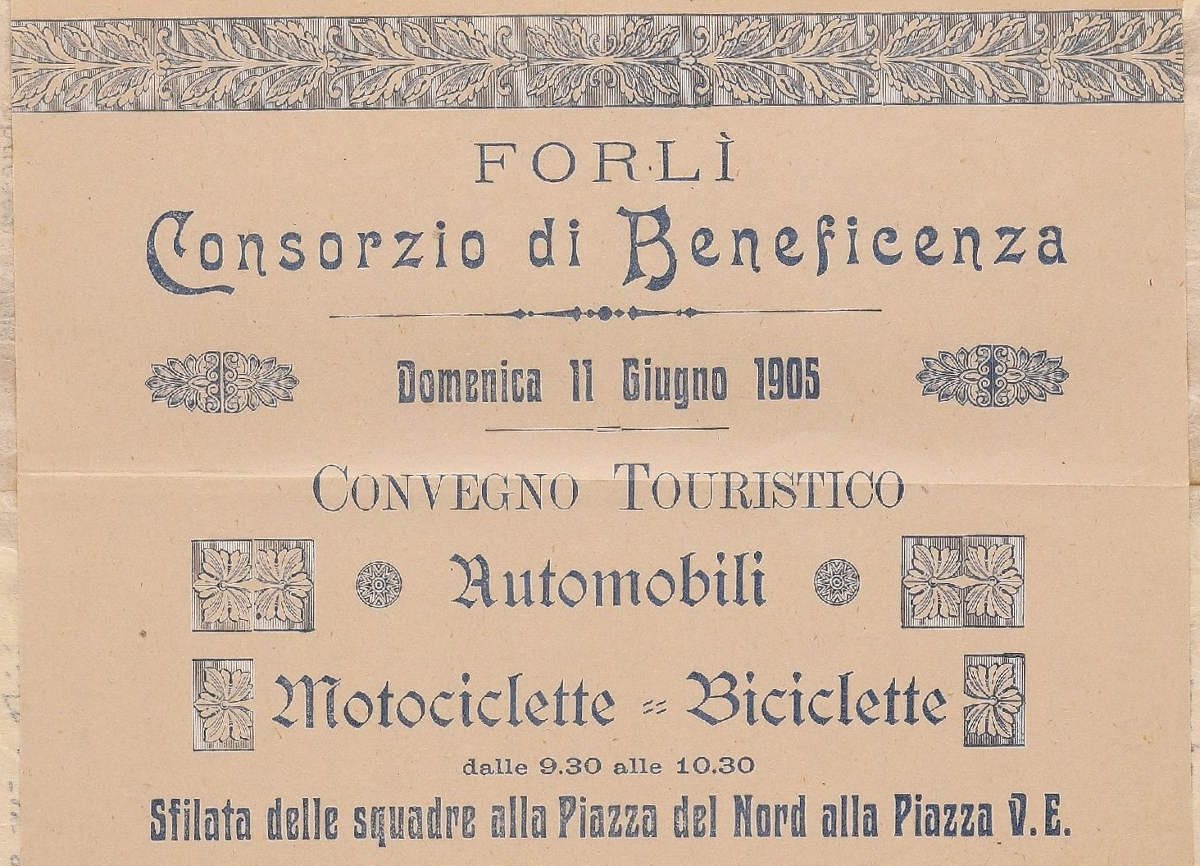 FORLÌ
Consorzio di Beneficenza
Domenica 11 Giugno 1905
CONVEGNO TOURISTICO
Automobili
Motociclette = Biciclette
dalle 9.30 alle 10.30
Sfilata delle squadre alla Piazza del Nord alla Piazza V. E.